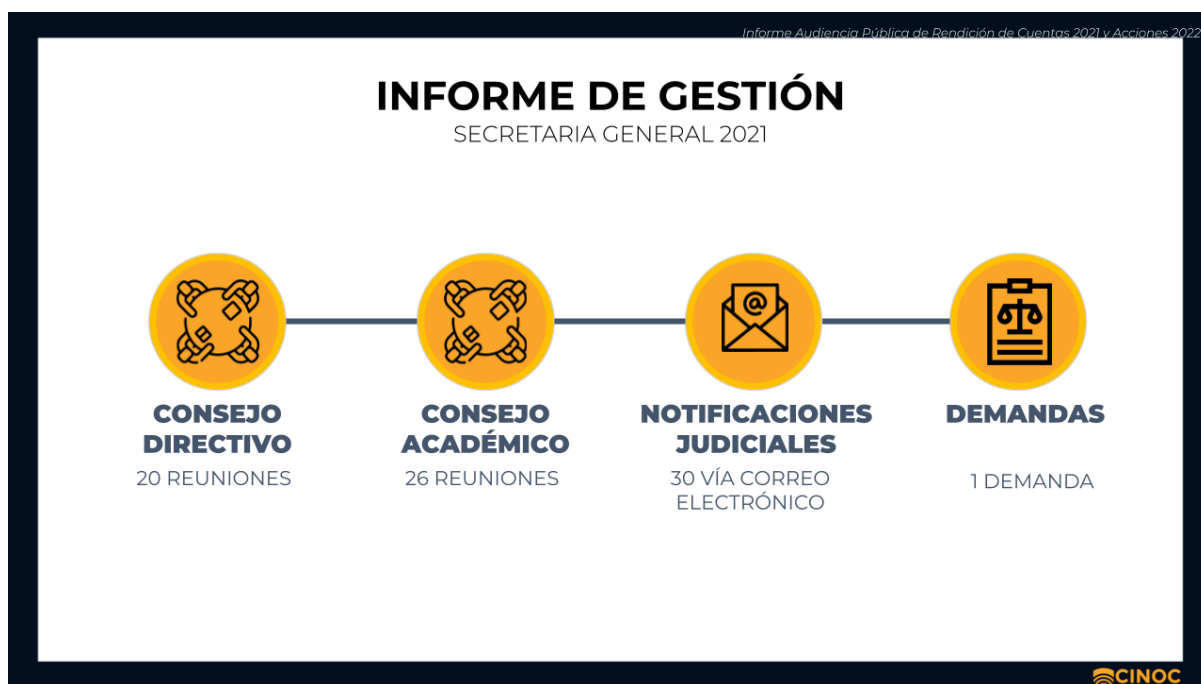 Informe Audiencia Pública de Rendición de Cuentas 2021 y Acciones 2022
INFORME DE GESTIÓN
SECRETARIA GENERAL 2021
@
CONSEJO
DIRECTIVO
20 REUNIONES
CONSEJO
ACADÉMICO
26 REUNIONES
NOTIFICACIONES
JUDICIALES
30 VÍA CORREO
ELECTRÓNICO
DEMANDAS
1 DEMANDA
CINOC